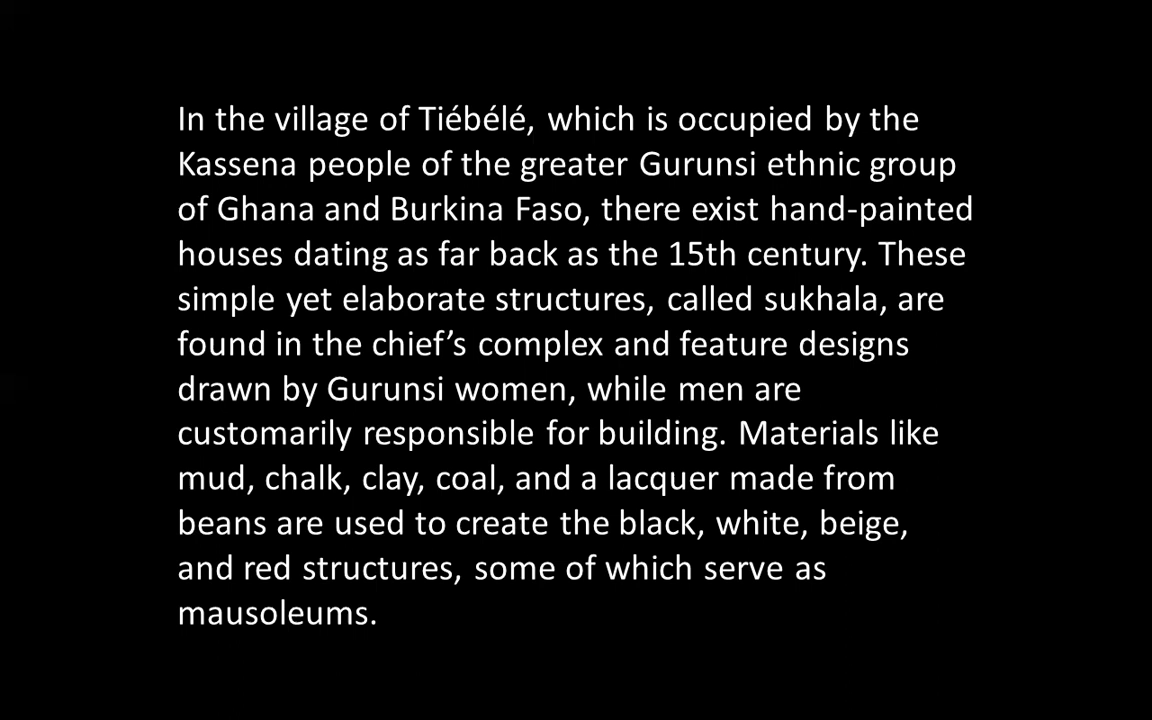 In the village of Tiébélé, which is occupied by the
Kassena people of the greater Gurunsi ethnic group
of Ghana and Burkina Faso, there exist hand-painted
houses dating as far back as the 15th century. These
simple yet elaborate structures, called sukhala, are
found in the chief’s complex and feature designs
drawn by Gurunsi women, while men are
customarily responsible for building. Materials like
mud, chalk, clay, coal, and a lacquer made from
beans are used to create the black, white, beige,
and red structures, some of which serve as
mausoleums.